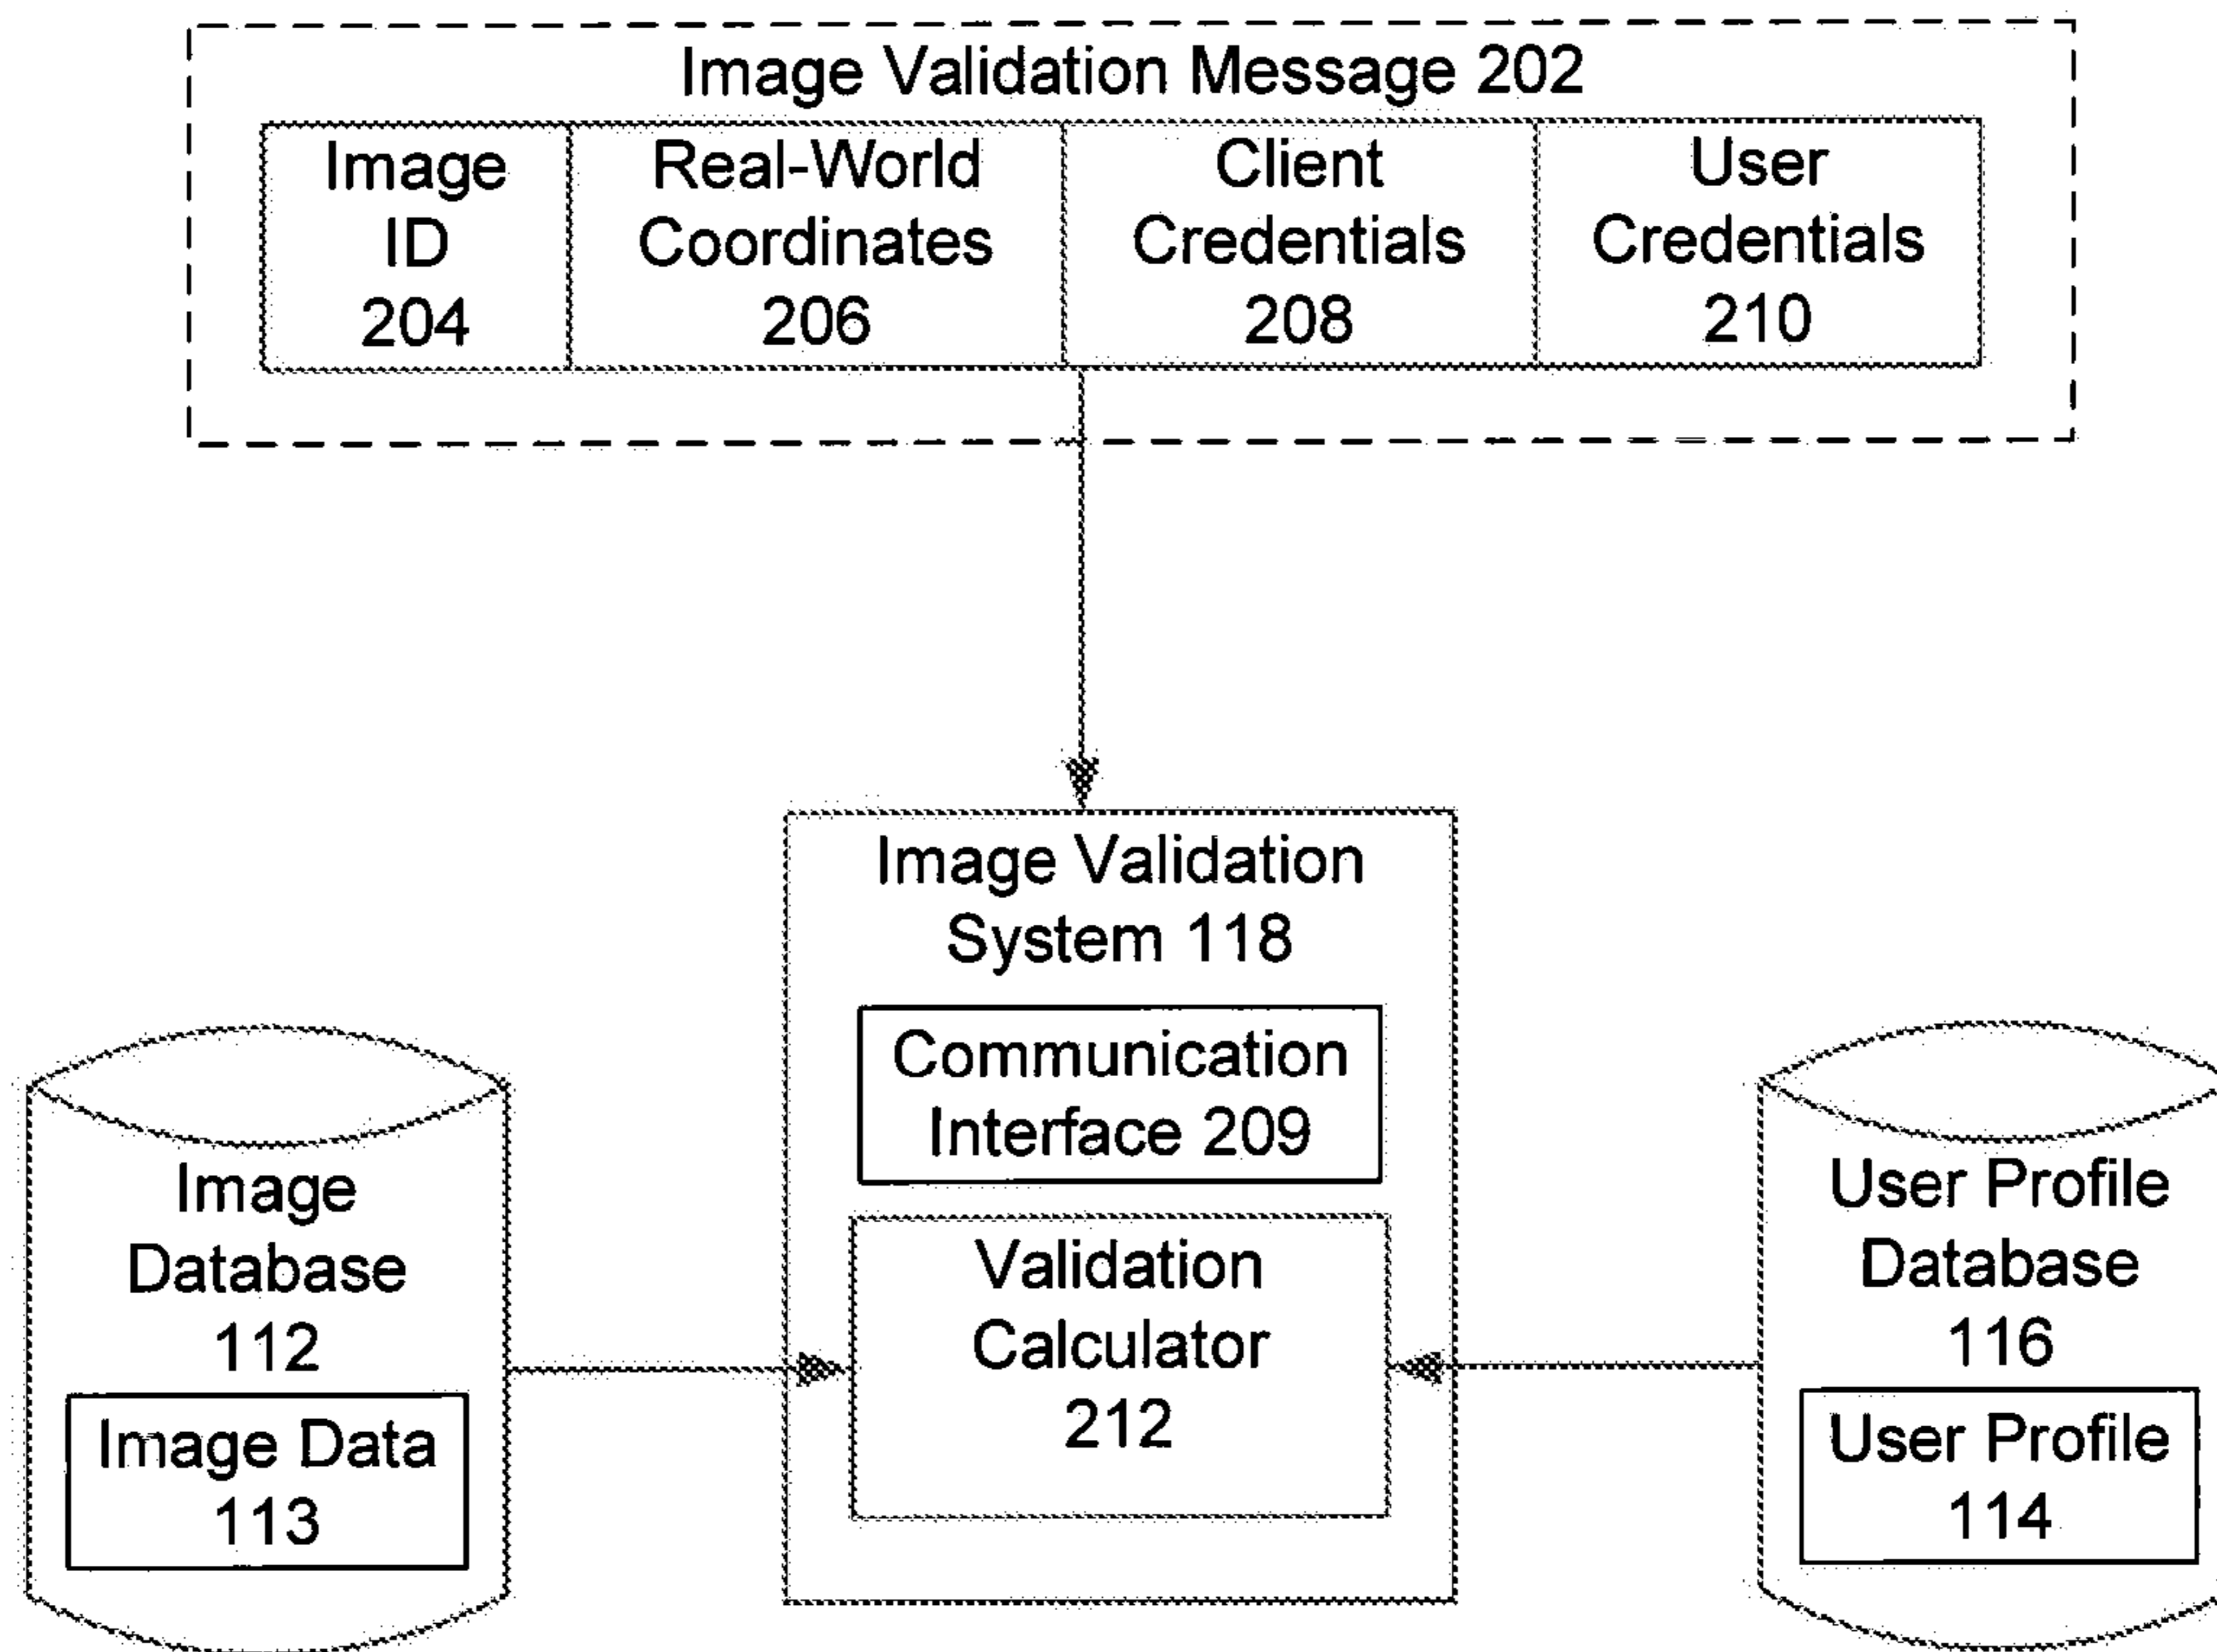 Image Validation Message 202
Image
ID
204
Real-World
Coordinates
206
Client
Credentials
208
User
Credentials
210
Image Validation
System 118
Communication
Interface 209
Validation
Calculator
212
Image
Database
112
Image Data
113
User Profile
Database
116
User Profile
114